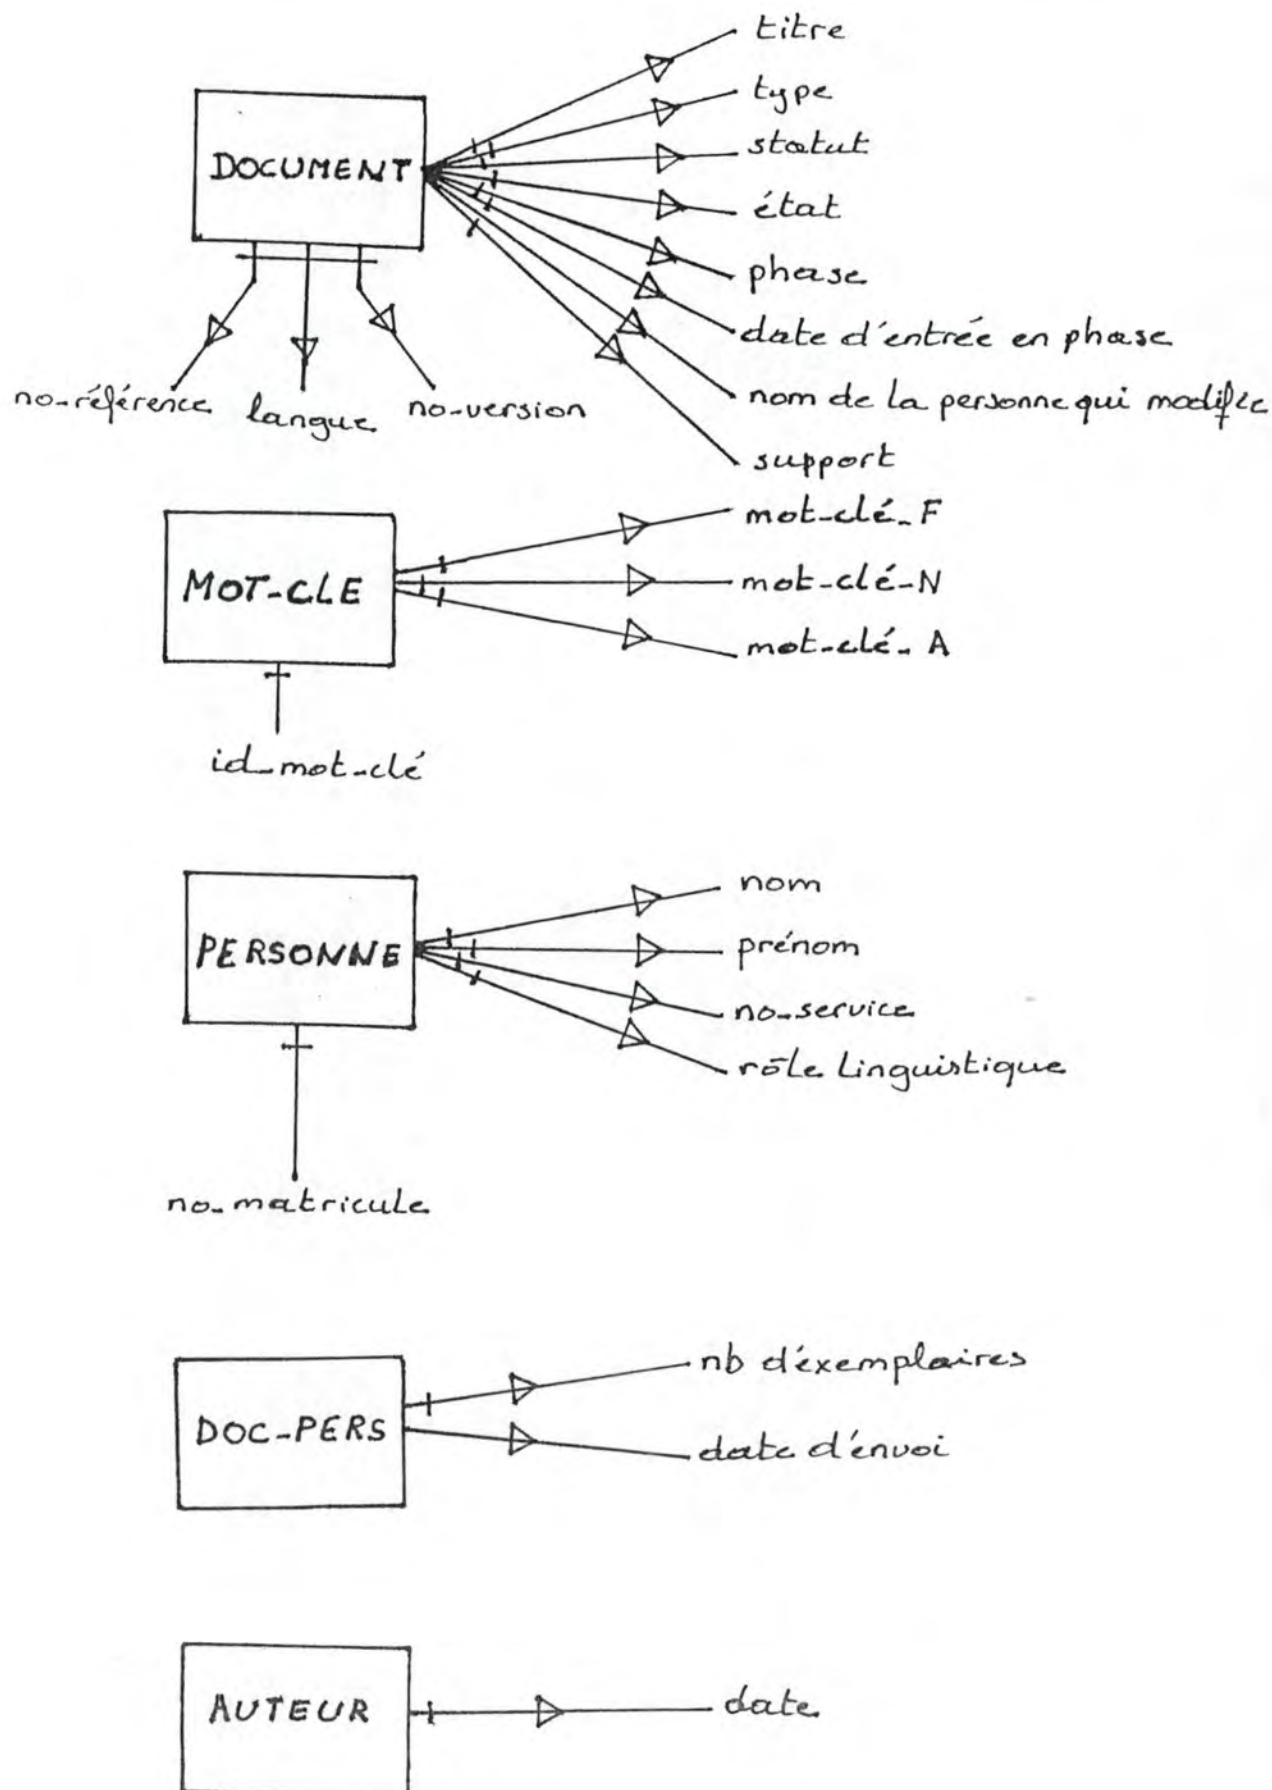 titre
type
DOCUMENT
statut
état
phase
date d'entrée en phase
no-référence
langue
no-version
nom de la personne qui modifie
support
mot-clé-F
MOT-CLE
mot-clé-N
mot-clé-A
id-mot-clé
nom
PERSONNE
prénom
no-service
rôle linguistique
no-matricule
nb d'éxemplaires
DOC-PERS
date d'énvoi
AUTEUR
date